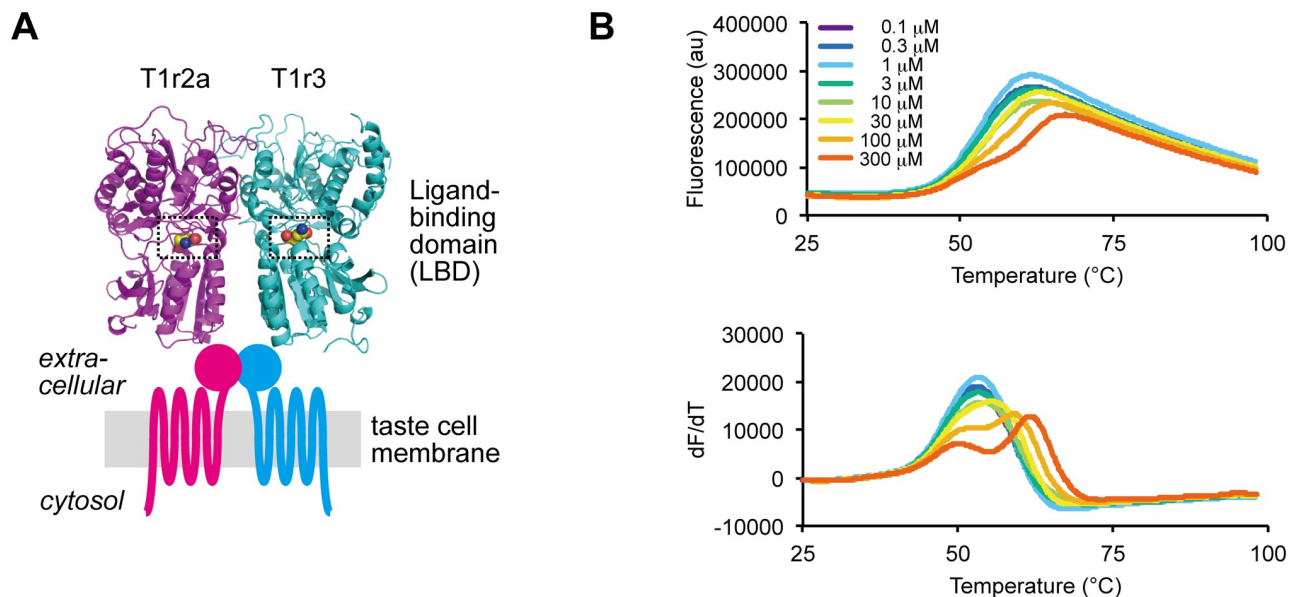 A
T1r2a
T1r3
Ligand-
binding
domain
(LBD)
extra-
cellular
taste cell
membrane
cytosol
B
Fluorescence (au)
400000
300000
200000
100000
0
0.1 μM
0.3 μM
1 μM
3 μM
10 μM
30 μM
100 μM
300 μM
25
50
75
100
Temperature (°C)
dF/dT
30000
20000
10000
0
-10000
25
50
75
100
Temperature (°C)